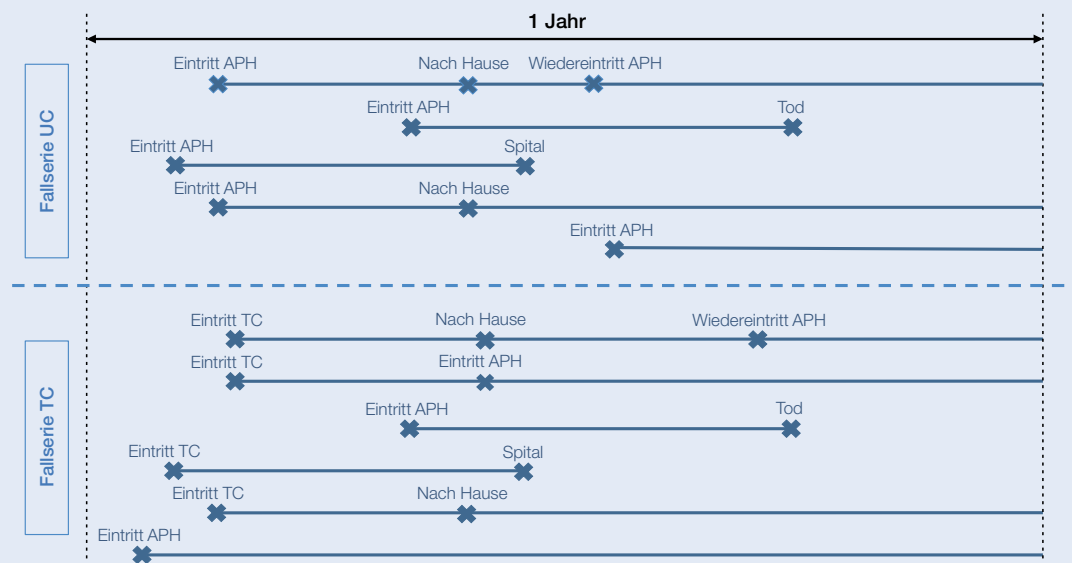 1 Jahr
Fallserie UC
Eintritt APH
Nach Hause
Wiedereintritt APH
Eintritt APH
Tod
Eintritt APH
Spital
Eintritt APH
Nach Hause
Eintritt APH
Fallserie TC
Eintritt TC
Nach Hause
Wiedereintritt APH
Eintritt TC
Eintritt APH
Eintritt APH
Tod
Eintritt TC
Spital
Eintritt TC
Nach Hause
Eintritt APH